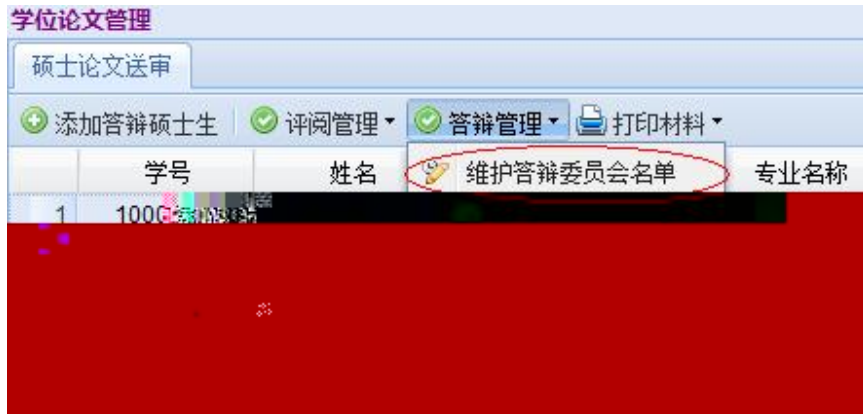 学位论文管理
硕士论文送审
添加答辩硕士生 评阅管理 答辩管理 打印材料
学号 姓名 维护答辩委员会名单 专业名称
1